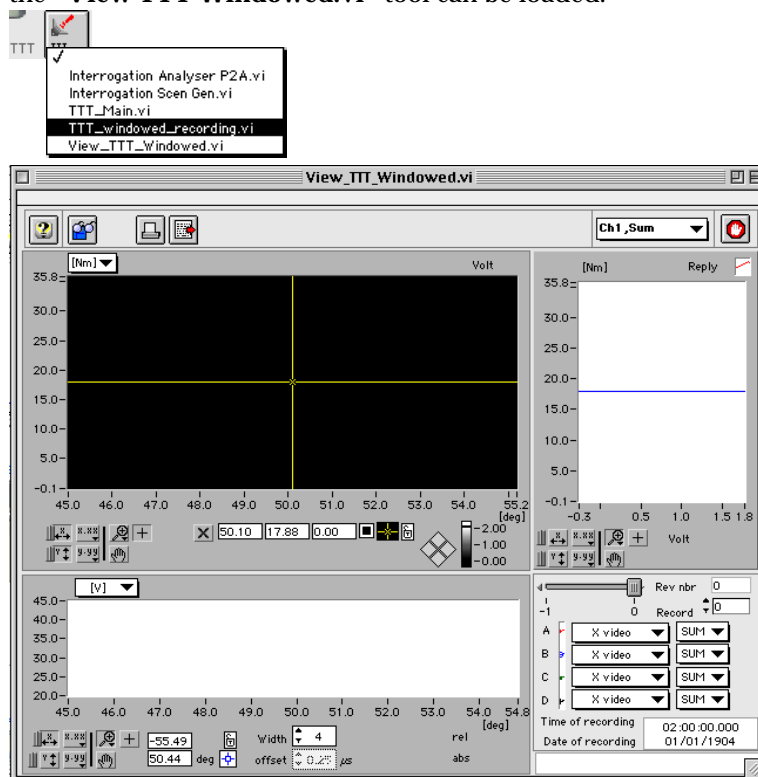 the "View TTT Windowed.vi" tool can be loaded.
TTT
✓
Interrogation Analyser P2A.vi
Interrogation Scen Gen.vi
TTT_Main.vi
TTT_windowed_recording.vi
View_TTT_Windowed.vi
View_TTT_Windowed.vi
Ch1,Sum
[Nm] Volt
35.8
30.0
25.0
20.0
15.0
10.0
5.0
-0.1
45.0 46.0 47.0 48.0 49.0 50.0 51.0 52.0 53.0 54.0 55.2
[deg]
X 50.10 17.88 0.00
2.00
1.00
0.00
[Nm] Reply
35.8
30.0
25.0
20.0
15.0
10.0
5.0
-0.1
-0.3 0.5 1.0 1.5 1.8
Volt
[V]
45.0
40.0
35.0
30.0
25.0
20.0
45.0 46.0 47.0 48.0 49.0 50.0 51.0 52.0 53.0 54.0 54.8
[deg]
-55.49 Width 4 rel
50.44 deg offset 0.25 µs abs
Rev nbr 0
-1 0 Record 0
A X video SUM
B X video SUM
C X video SUM
D X video SUM
Time of recording 02:00:00.000
Date of recording 01/01/1904